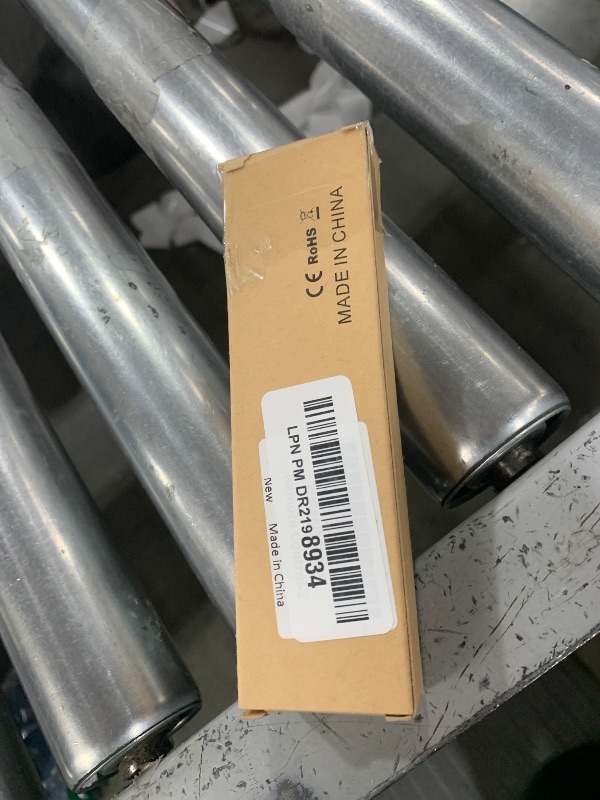 CE RoHS
MADE IN CHINA
LPN PM DR2198934
New Made in China